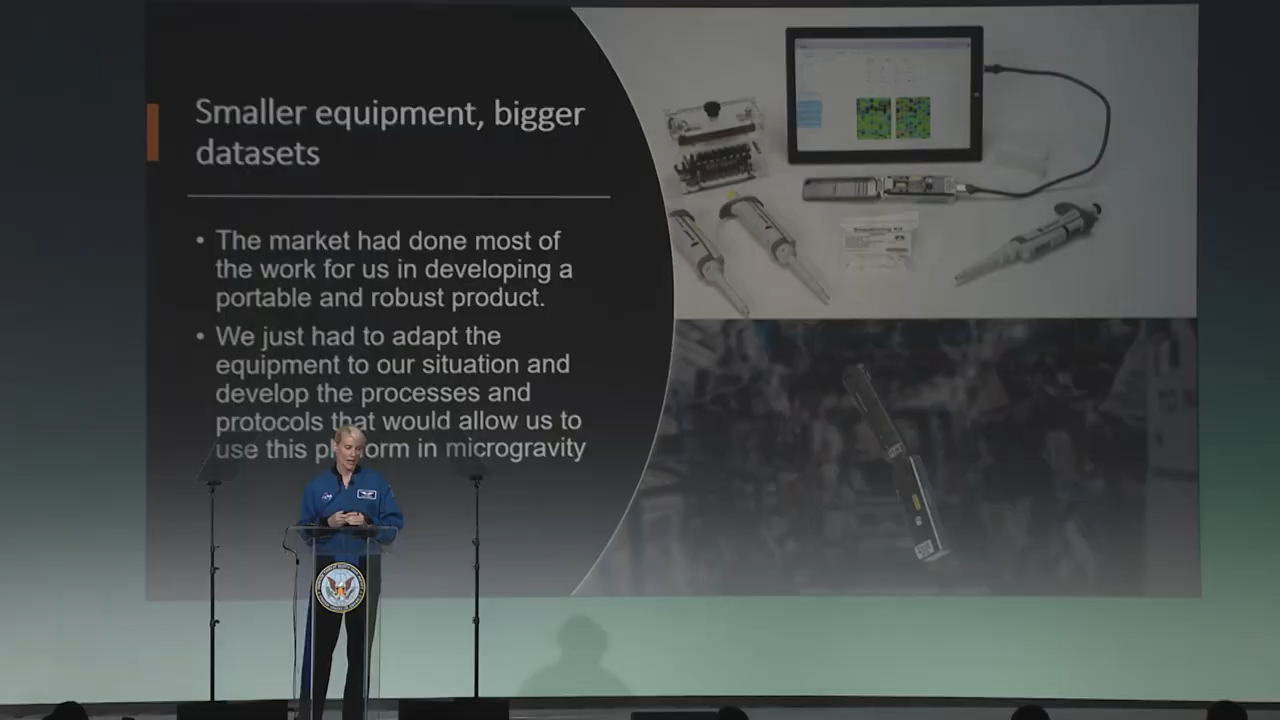 Smaller equipment, bigger
datasets
• The market had done most of
the work for us in developing a
portable and robust product.
• We just had to adapt the
equipment to our situation and
develop the processes and
protocols that would allow us to
use this in microgravity